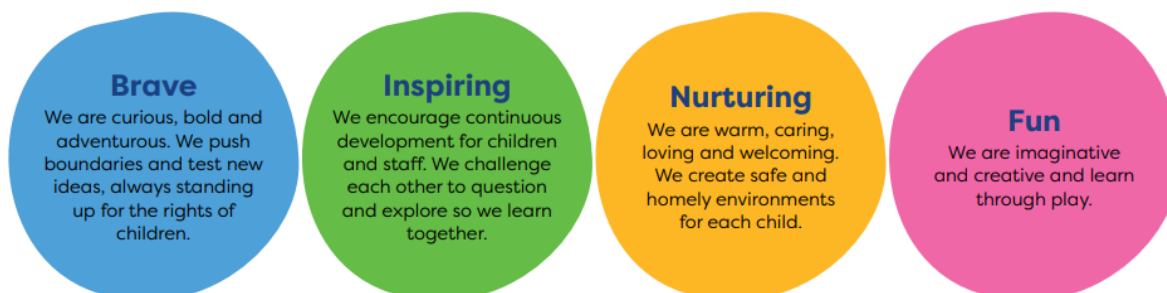 Brave
We are curious, bold and
adventurous. We push
boundaries and test new
ideas, always standing
up for the rights of
children.
Inspiring
We encourage continuous
development for children
and staff. We challenge
each other to question
and explore so we learn
together.
Nurturing
We are warm, caring,
loving and welcoming.
We create safe and
homely environments
for each child.
Fun
We are imaginative
and creative and learn
through play.